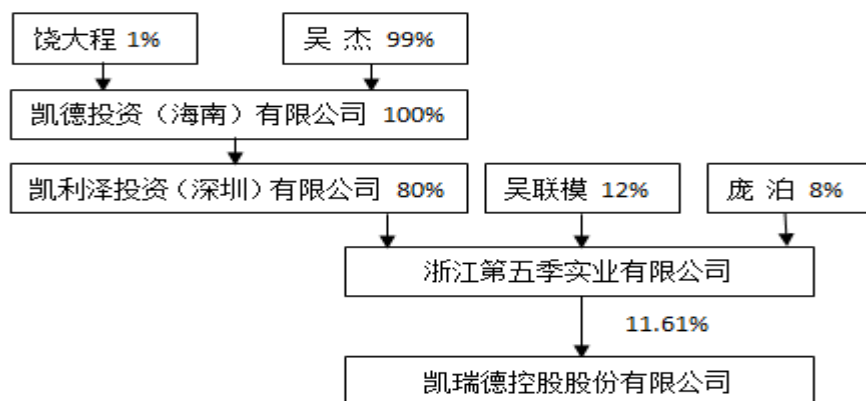 饶大程 1%
吴 杰 99%
凯德投资（海南）有限公司 100%
凯利泽投资（深圳）有限公司 80%
吴联模 12%
庞 泊 8%
浙江第五季实业有限公司
11.61%
凯瑞德控股股份有限公司